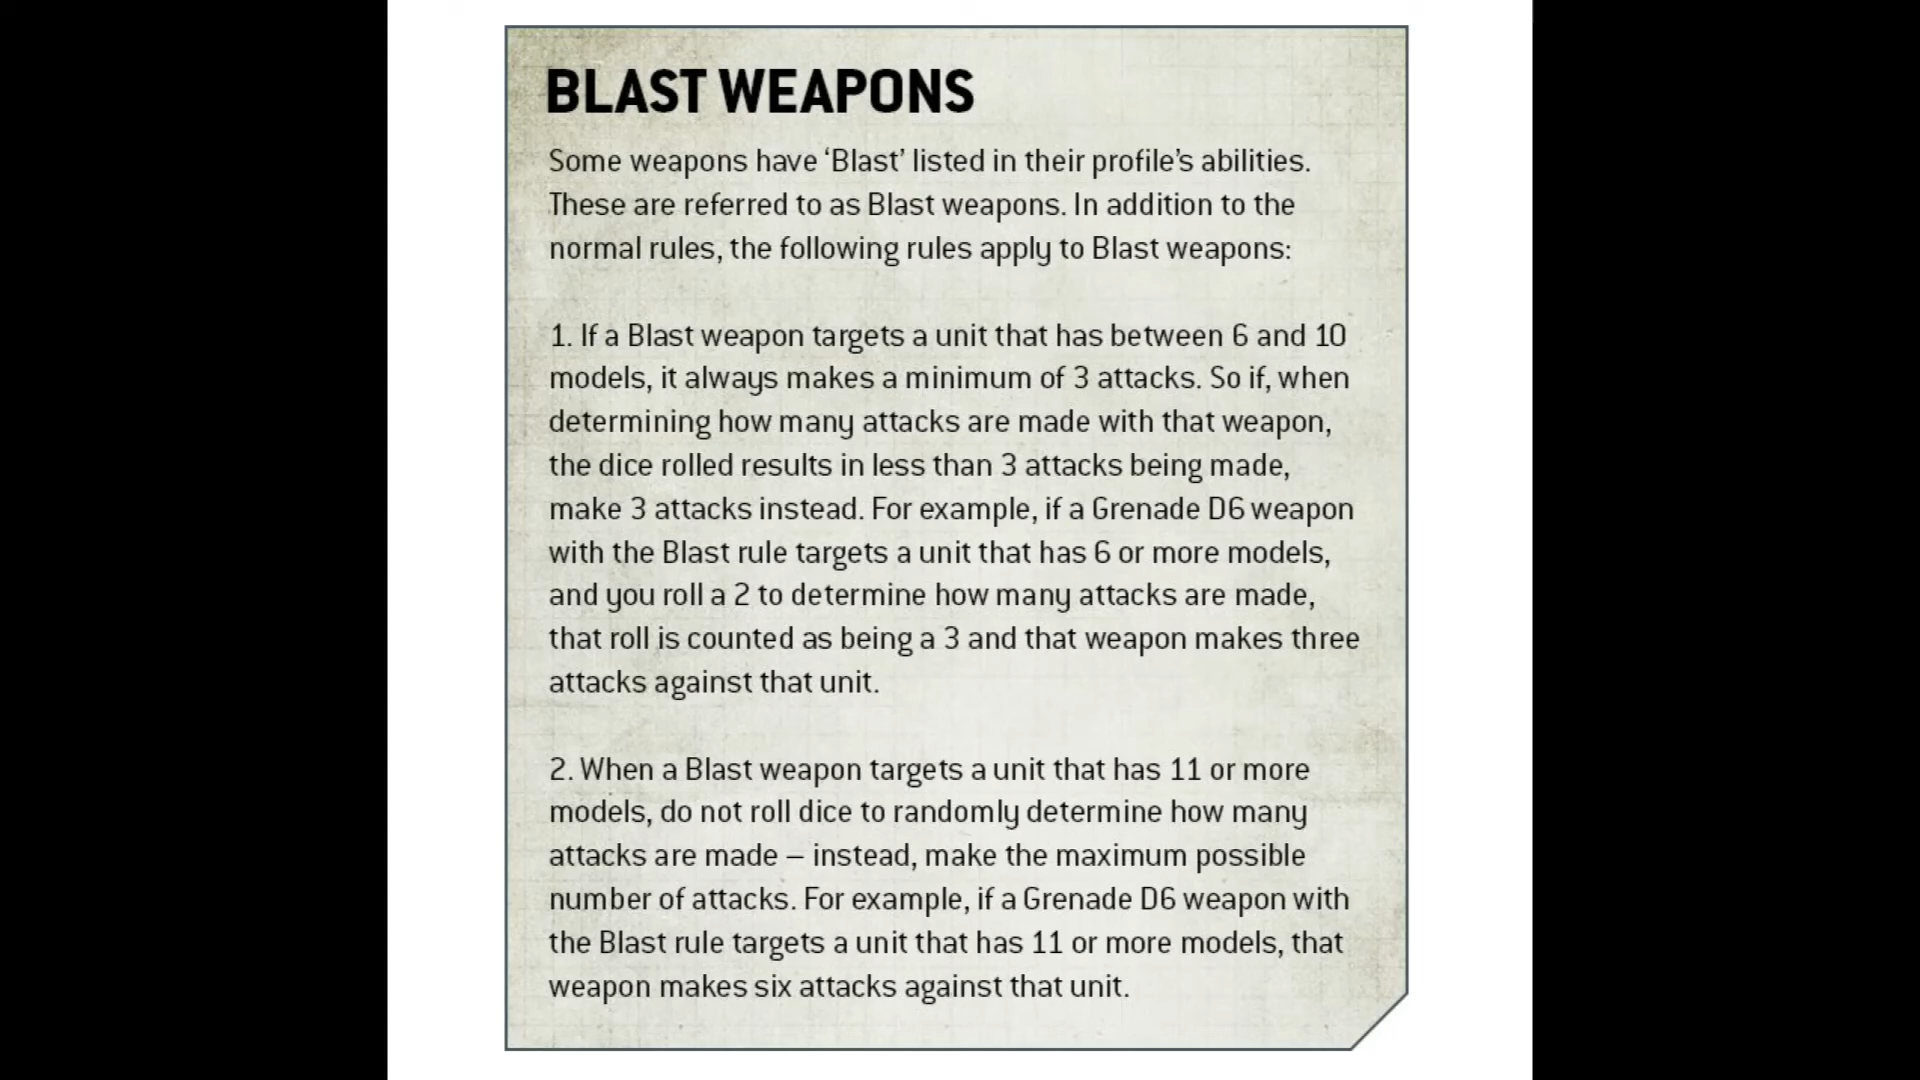 BLAST WEAPONS
Some weapons have ‘Blast’ listed in their profile’s abilities.
These are referred to as Blast weapons. In addition to the
normal rules, the following rules apply to Blast weapons:
1. If a Blast weapon targets a unit that has between 6 and 10
models, it always makes a minimum of 3 attacks. So if, when
determining how many attacks are made with that weapon,
the dice rolled results in less than 3 attacks being made,
make 3 attacks instead. For example, if a Grenade D6 weapon
with the Blast rule targets a unit that has 6 or more models,
and you roll a 2 to determine how many attacks are made,
that roll is counted as being a 3 and that weapon makes three
attacks against that unit.
2. When a Blast weapon targets a unit that has 11 or more
models, do not roll dice to randomly determine how many
attacks are made – instead, make the maximum possible
number of attacks. For example, if a Grenade D6 weapon with
the Blast rule targets a unit that has 11 or more models, that
weapon makes six attacks against that unit.